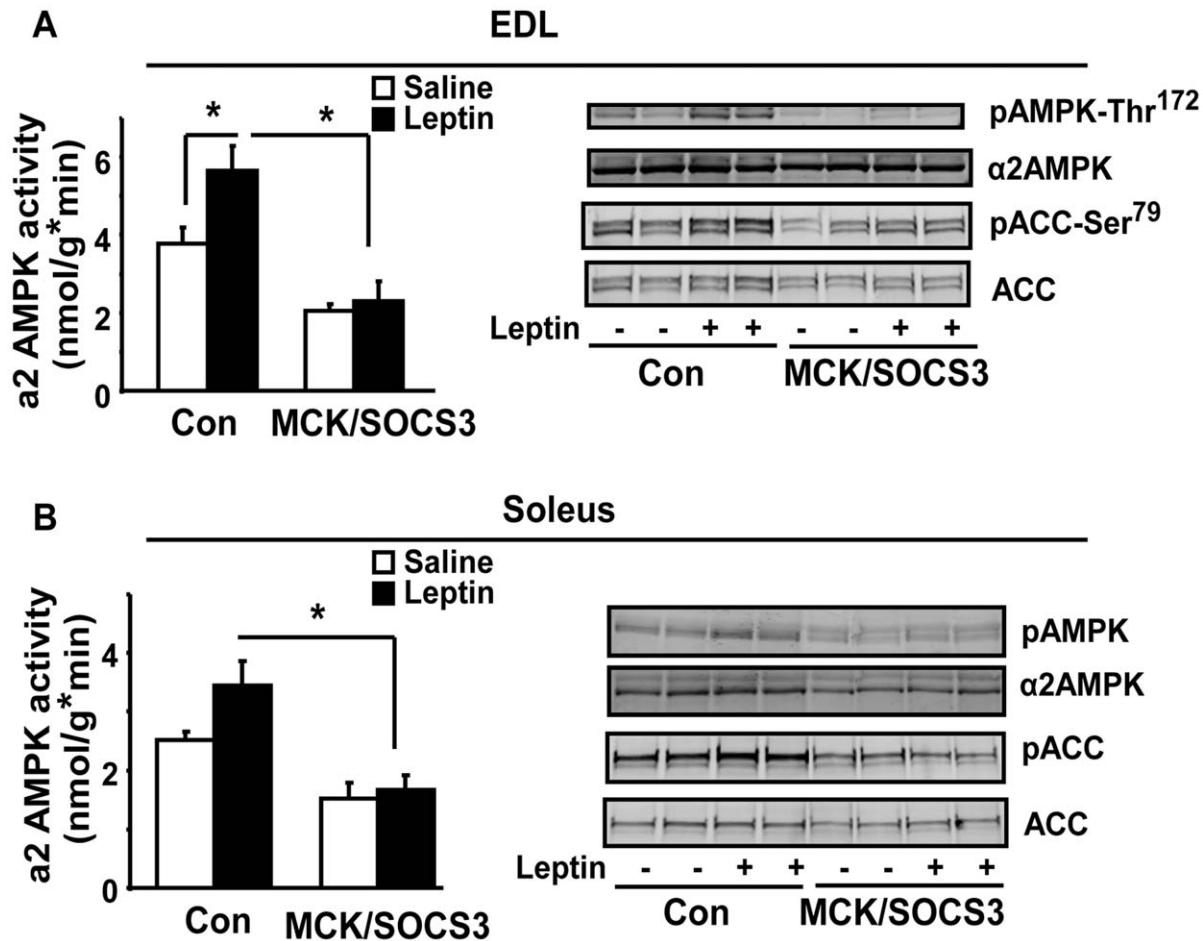 A
EDL
Saline
Leptin
a2 AMPK activity
(nmol/g*min)
6
4
2
0
*
*
Con
MCK/SOCS3
pAMPK-Thr172
α2AMPK
pACC-Ser79
ACC
Leptin - - + + - - + +
Con
MCK/SOCS3
B
Soleus
Saline
Leptin
a2 AMPK activity
(nmol/g*min)
4
2
0
*
Con
MCK/SOCS3
pAMPK
α2AMPK
pACC
ACC
Leptin - - + + - - + +
Con
MCK/SOCS3